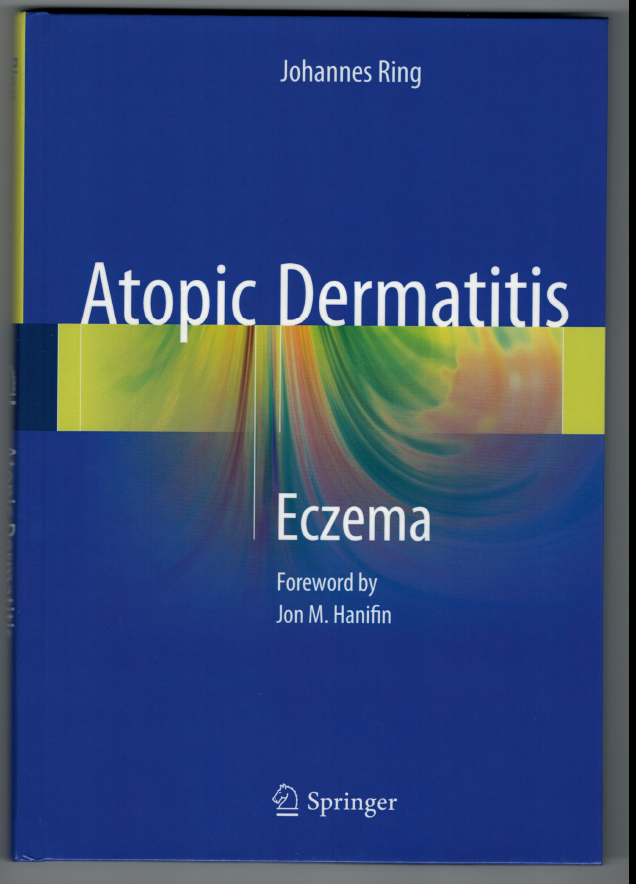 Johannes Ring
Atopic Dermatitis
Eczema
Foreword by
Jon M. Hanifin
Springer